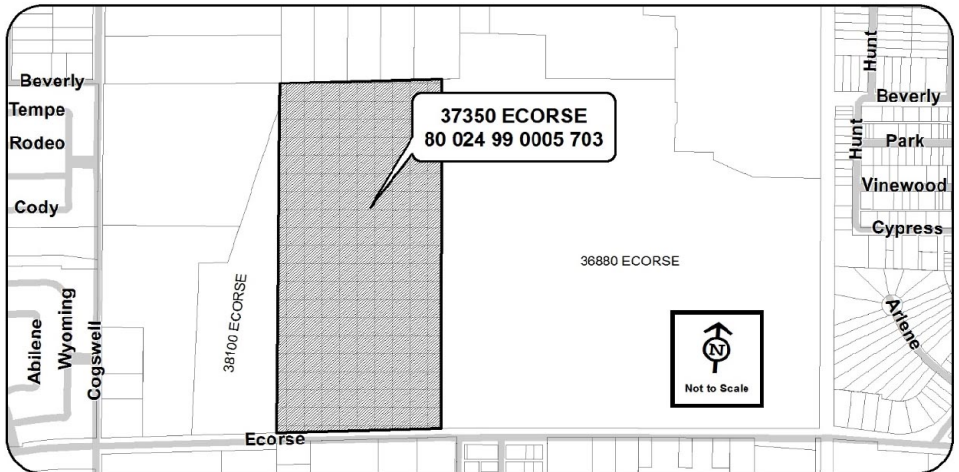 Beverly
Tempe
Rodeo
Cody
Abilene
Wyoming
Cogswell
Ecorse
38100 ECORSE
37350 ECORSE
80 024 99 0005 703
36880 ECORSE
N
Not to Scale
Hunt
Beverly
Hunt
Park
Vinewood
Cypress
Arlene